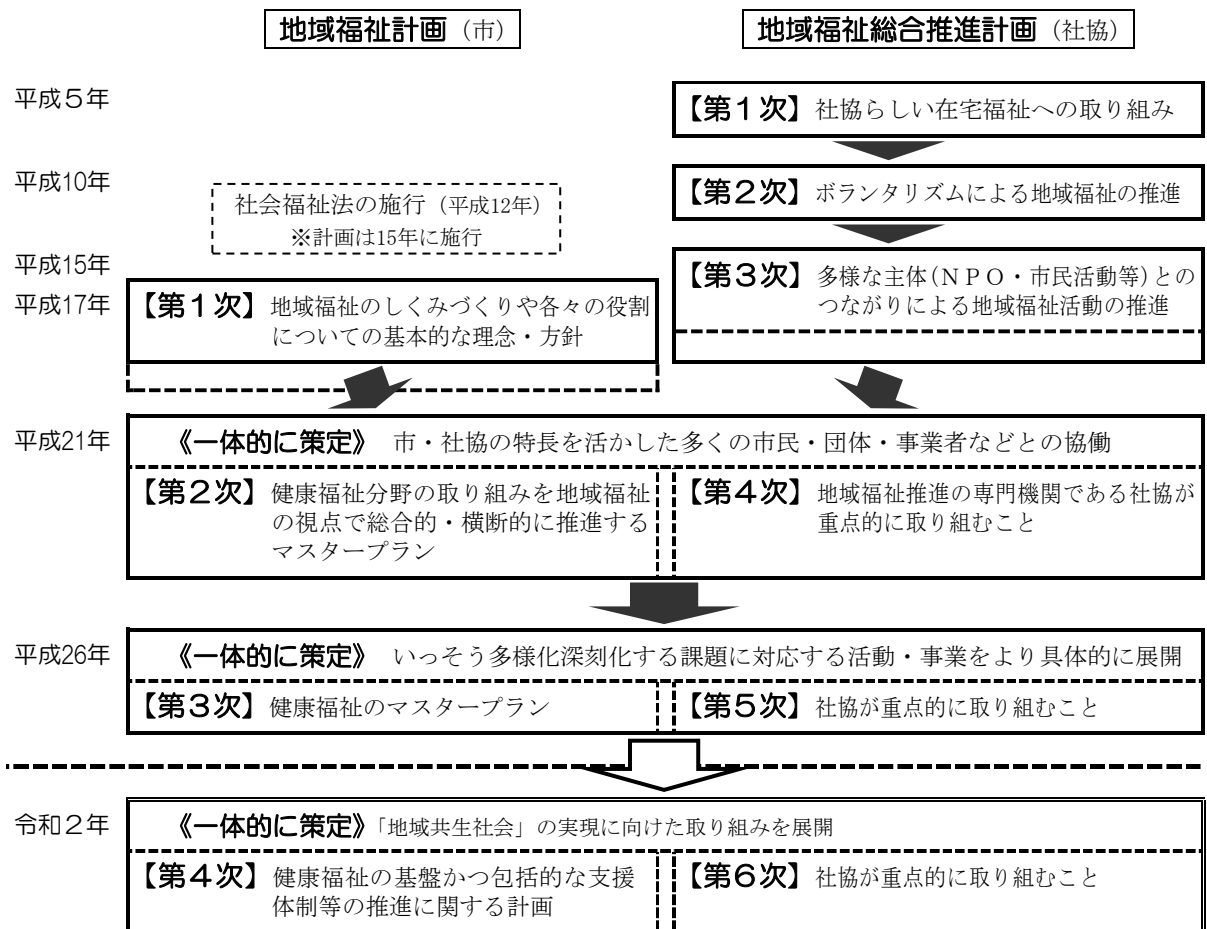 地域福祉計画（市）
地域福祉総合推進計画（社協）
平成５年
【第１次】社協らしい在宅福祉への取り組み
平成10年
【第２次】ボランタリズムによる地域福祉の推進
社会福祉法の施行（平成12年）
※計画は15年に施行
平成15年
【第３次】多様な主体（ＮＰＯ・市民活動等）との
つながりによる地域福祉活動の推進
平成17年
【第１次】地域福祉のしくみづくりや各々の役割
についての基本的な理念・方針
平成21年
《一体的に策定》 市・社協の特長を活かした多くの市民・団体・事業者などとの協働
【第２次】健康福祉分野の取り組みを地域福祉
の視点で総合的・横断的に推進する
マスタープラン
【第４次】地域福祉推進の専門機関である社協が
重点的に取り組むこと
平成26年
《一体的に策定》 いっそう多様化深刻化する課題に対応する活動・事業をより具体的に展開
【第３次】健康福祉のマスタープラン
【第５次】社協が重点的に取り組むこと
令和２年
《一体的に策定》「地域共生社会」の実現に向けた取り組みを展開
【第４次】健康福祉の基盤かつ包括的な支援
体制等の推進に関する計画
【第６次】社協が重点的に取り組むこと